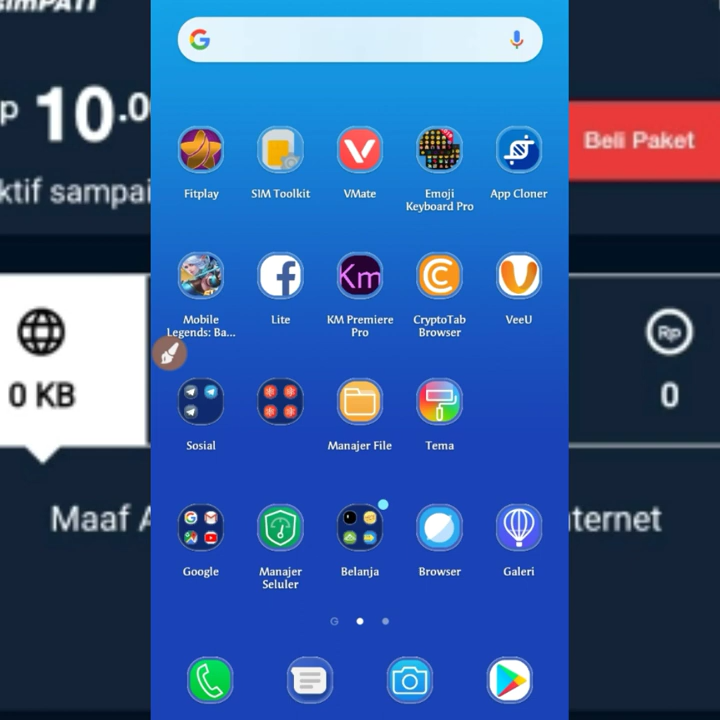 simPATI
p 10.0
Beli Paket
ktif sampai
Fitplay
SIM Toolkit
VMate
Emoji
Keyboard Pro
App Cloner
Mobile
Legends: Ba...
Lite
Km
KM Premiere
Pro
CryptoTab
Browser
VeeU
0 KB
Rp
0
Sosial
Manajer File
Tema
Maaf A
nternet
Google
Manajer
Seluler
Belanja
Browser
Galeri